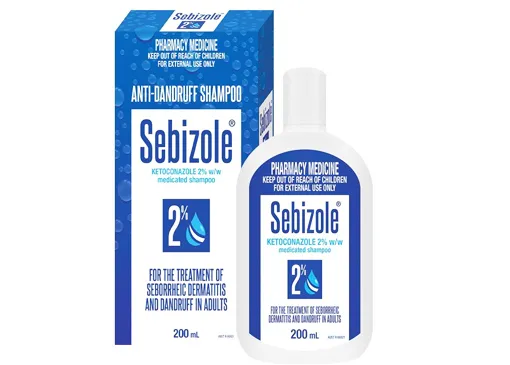 Sebizole®
2%
PHARMACY MEDICINE
KEEP OUT OF REACH OF CHILDREN
FOR EXTERNAL USE ONLY
ANTI-DANDRUFF SHAMPOO
Sebizole®
KETOCONAZOLE 2% w/w
medicated shampoo
2%
FOR THE TREATMENT OF
SEBORRHEIC DERMATITIS
AND DANDRUFF IN ADULTS
200 mL
PHARMACY MEDICINE
KEEP OUT OF REACH OF CHILDREN
FOR EXTERNAL USE ONLY
Sebizole®
KETOCONAZOLE 2% w/w
medicated shampoo
2%
FOR THE TREATMENT OF SEBORRHEIC
DERMATITIS AND DANDRUFF IN ADULTS
200 mL